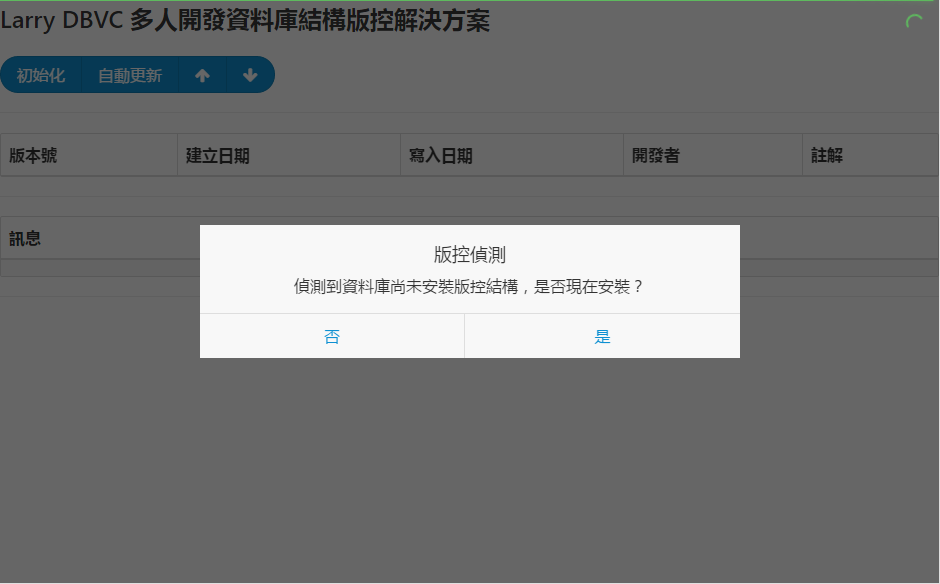 Larry DBVC 多人開發資料庫結構版控解決方案
初始化 自動更新
版本號 建立日期 寫入日期 開發者 註解
訊息
版控偵測
偵測到資料庫尚未安裝版控結構，是否現在安裝？
否 是